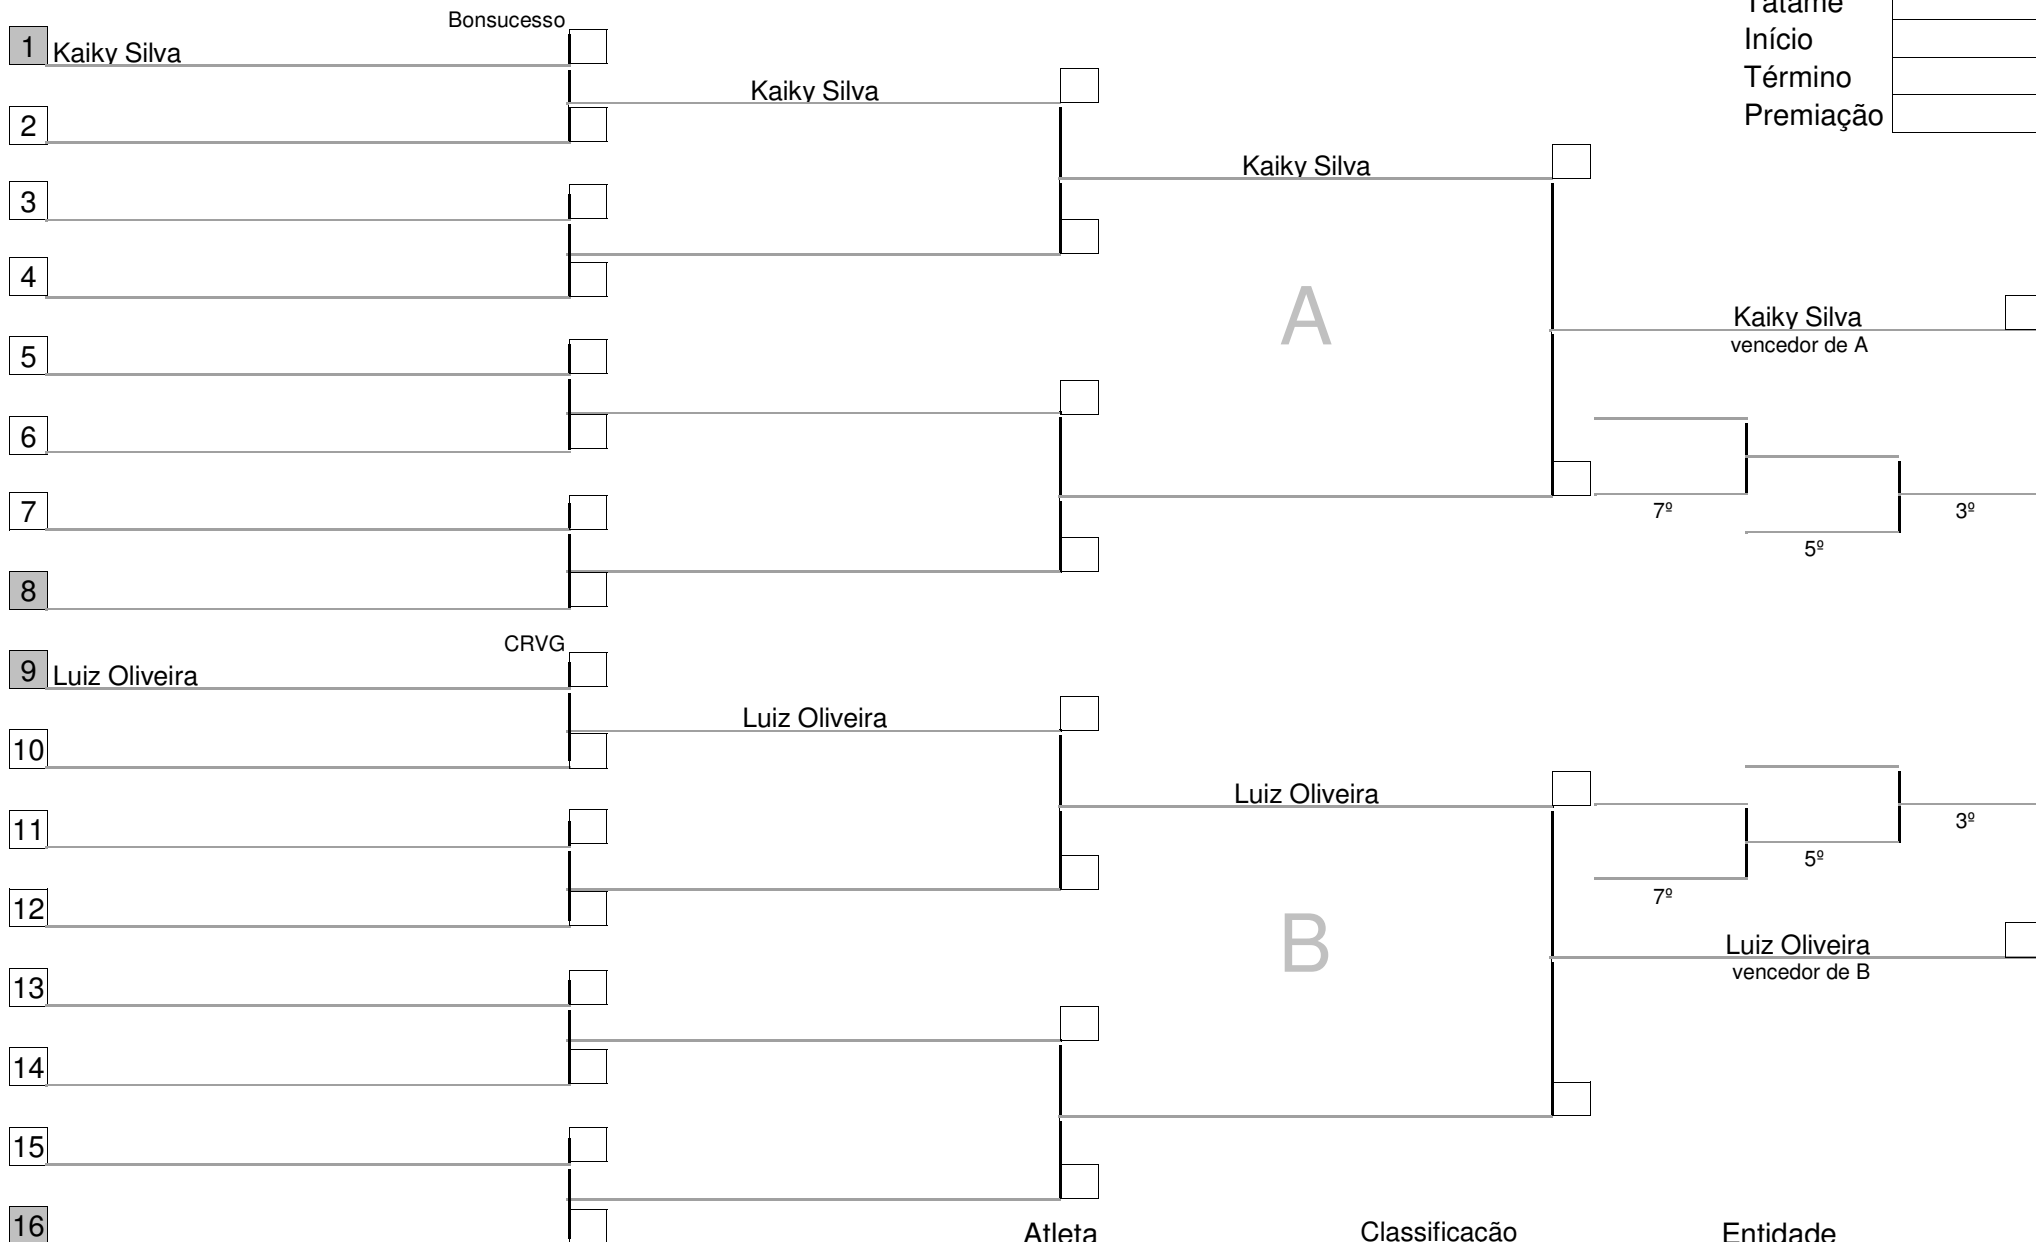 Bonsucesso
1 Kaiky Silva
2
3
4
5
6
7
8
CRVG
9 Luiz Oliveira
10
11
12
13
14
15
16
Kaiky Silva
Luiz Oliveira
Kaiky Silva
A
Luiz Oliveira
B
Tatame
Início
Término
Premiação
Kaiky Silva
vencedor de A
7º
5º
3º
3º
5º
7º
Luiz Oliveira
vencedor de B
Atleta Classificação Entidade